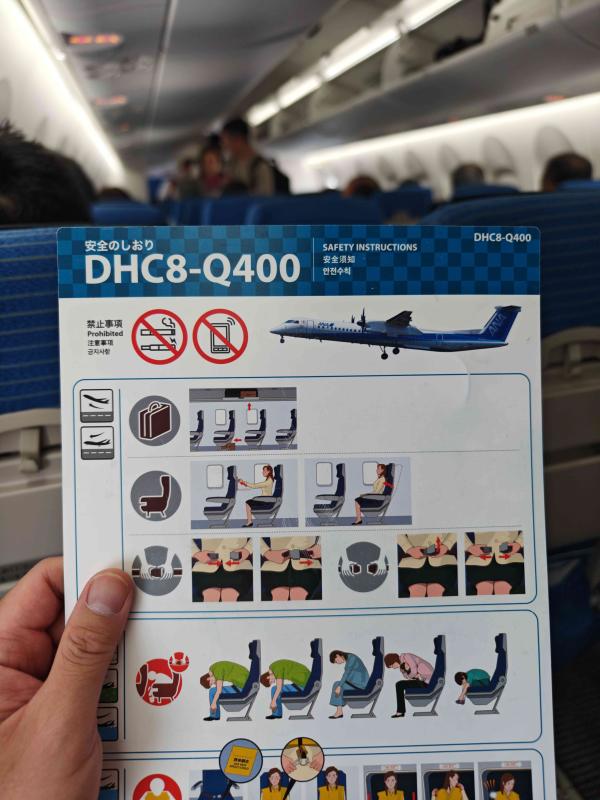 安全のしおり
DHC8-Q400
SAFETY INSTRUCTIONS
安全须知
안전수칙
DHC8-Q400
禁止事項
Prohibited
注意事項
금지사항
ANA